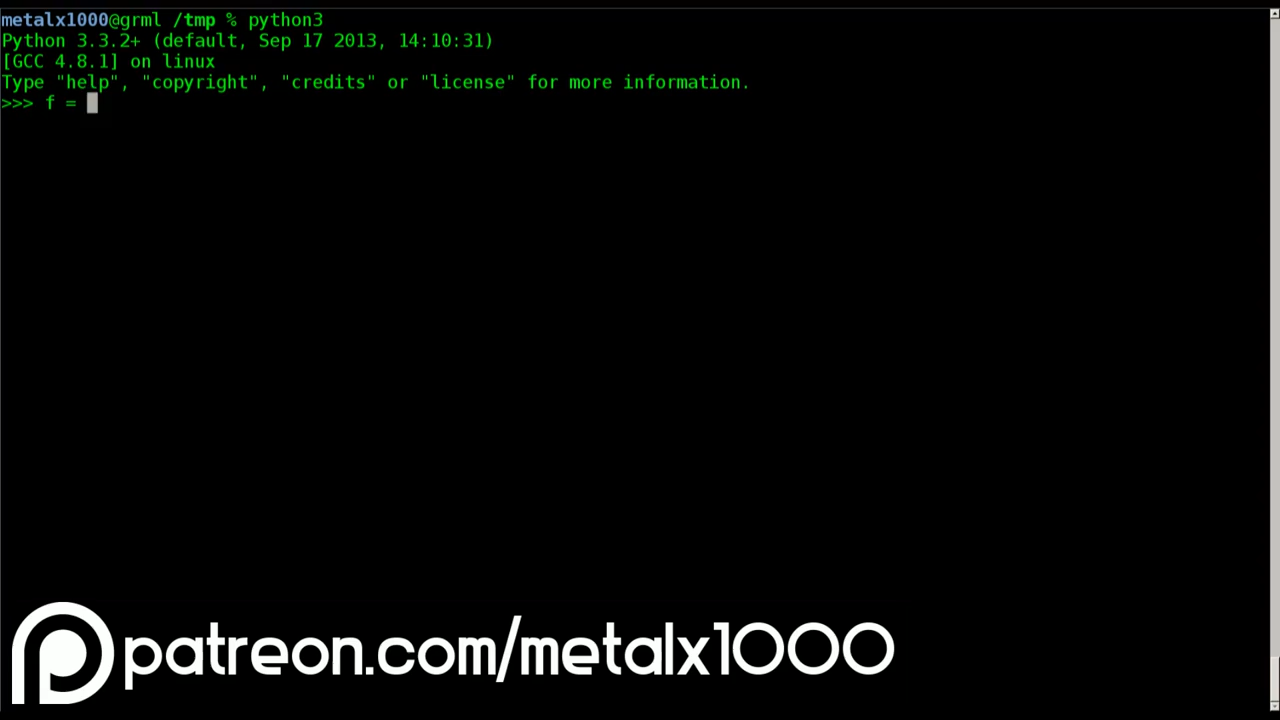 metalx1000@grml /tmp % python3
Python 3.3.2+ (default, Sep 17 2013, 14:10:31)
[GCC 4.8.1] on linux
Type "help", "copyright", "credits" or "license" for more information.
>>> f =
patreon.com/metalx1000